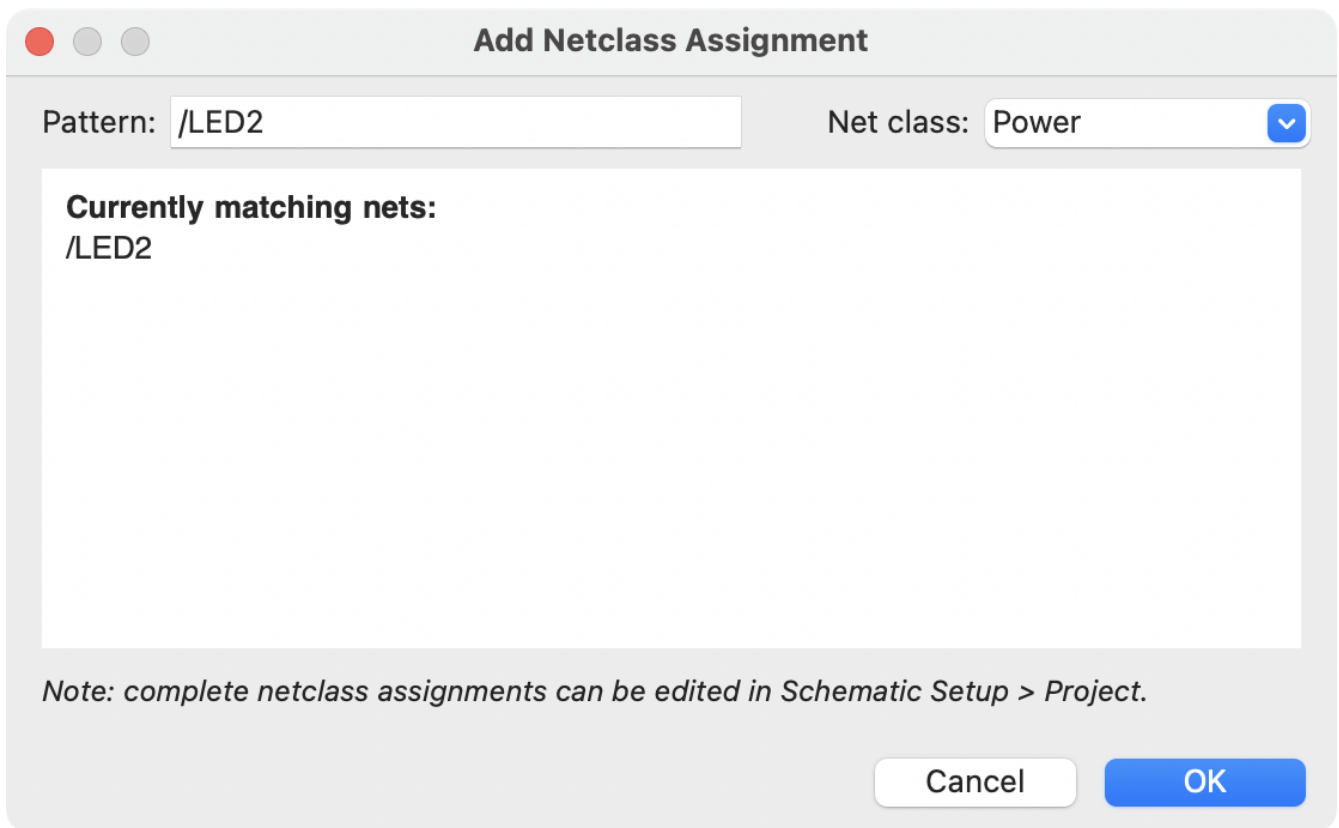 Add Netclass Assignment
Pattern: /LED2 Net class: Power
Currently matching nets:
/LED2
Note: complete netclass assignments can be edited in Schematic Setup > Project.
Cancel OK